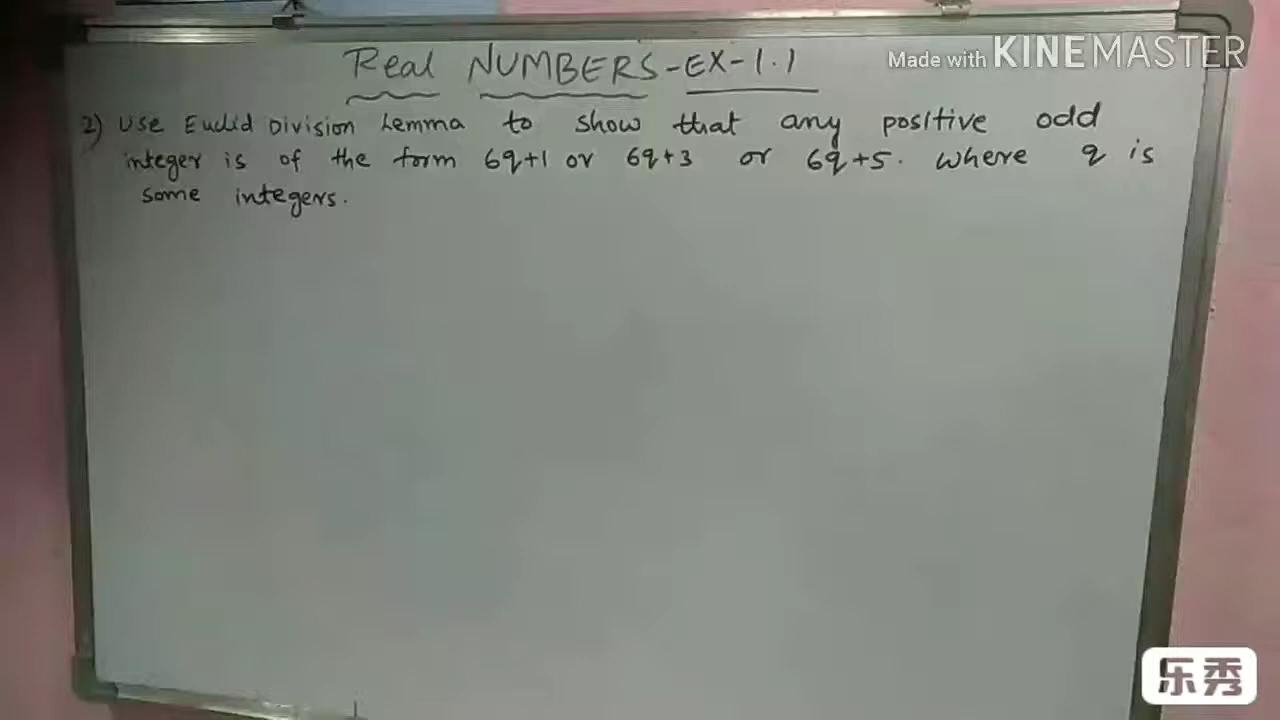 Real NUMBERS-EX-1.1
Made with KINEMASTER
2) Use Euclid Division Lemma to show that any positive odd
integer is of the form 6q+1 or 6q+3 or 6q+5. where q is
some integers.
乐秀